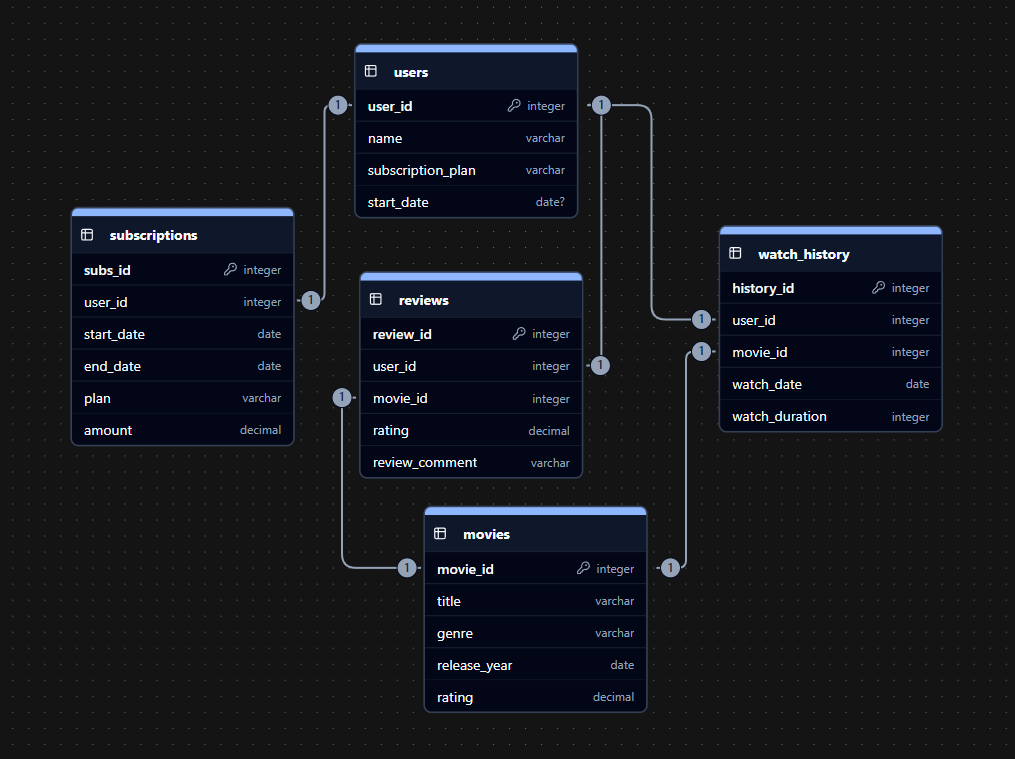 users
1 user_id integer 1
name varchar
subscription_plan varchar
start_date date?
subscriptions
subs_id integer
user_id integer 1
start_date date
end_date date
plan varchar
amount decimal
reviews
review_id integer
user_id integer 1
1 movie_id integer
rating decimal
review_comment varchar
watch_history
history_id integer
1 user_id integer
1 movie_id integer
watch_date date
watch_duration integer
movies
1 movie_id integer 1
title varchar
genre varchar
release_year date
rating decimal